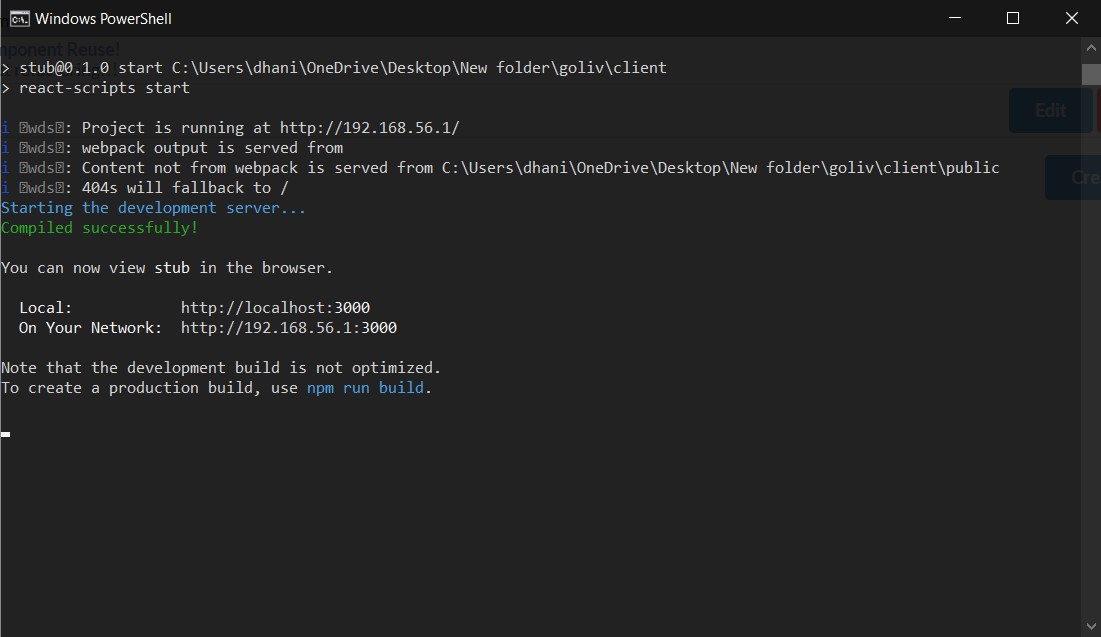 Windows PowerShell
mponent Reuse!
> stub@0.1.0 start C:\Users\dhani\OneDrive\Desktop\New folder\goliv\client
> react-scripts start
Edit
i ⍰wds⍰: Project is running at http://192.168.56.1/
i ⍰wds⍰: webpack output is served from
i ⍰wds⍰: Content not from webpack is served from C:\Users\dhani\OneDrive\Desktop\New folder\goliv\client\public
Cre
i ⍰wds⍰: 404s will fallback to /
Starting the development server...
Compiled successfully!
You can now view stub in the browser.
Local: http://localhost:3000
On Your Network: http://192.168.56.1:3000
Note that the development build is not optimized.
To create a production build, use npm run build.